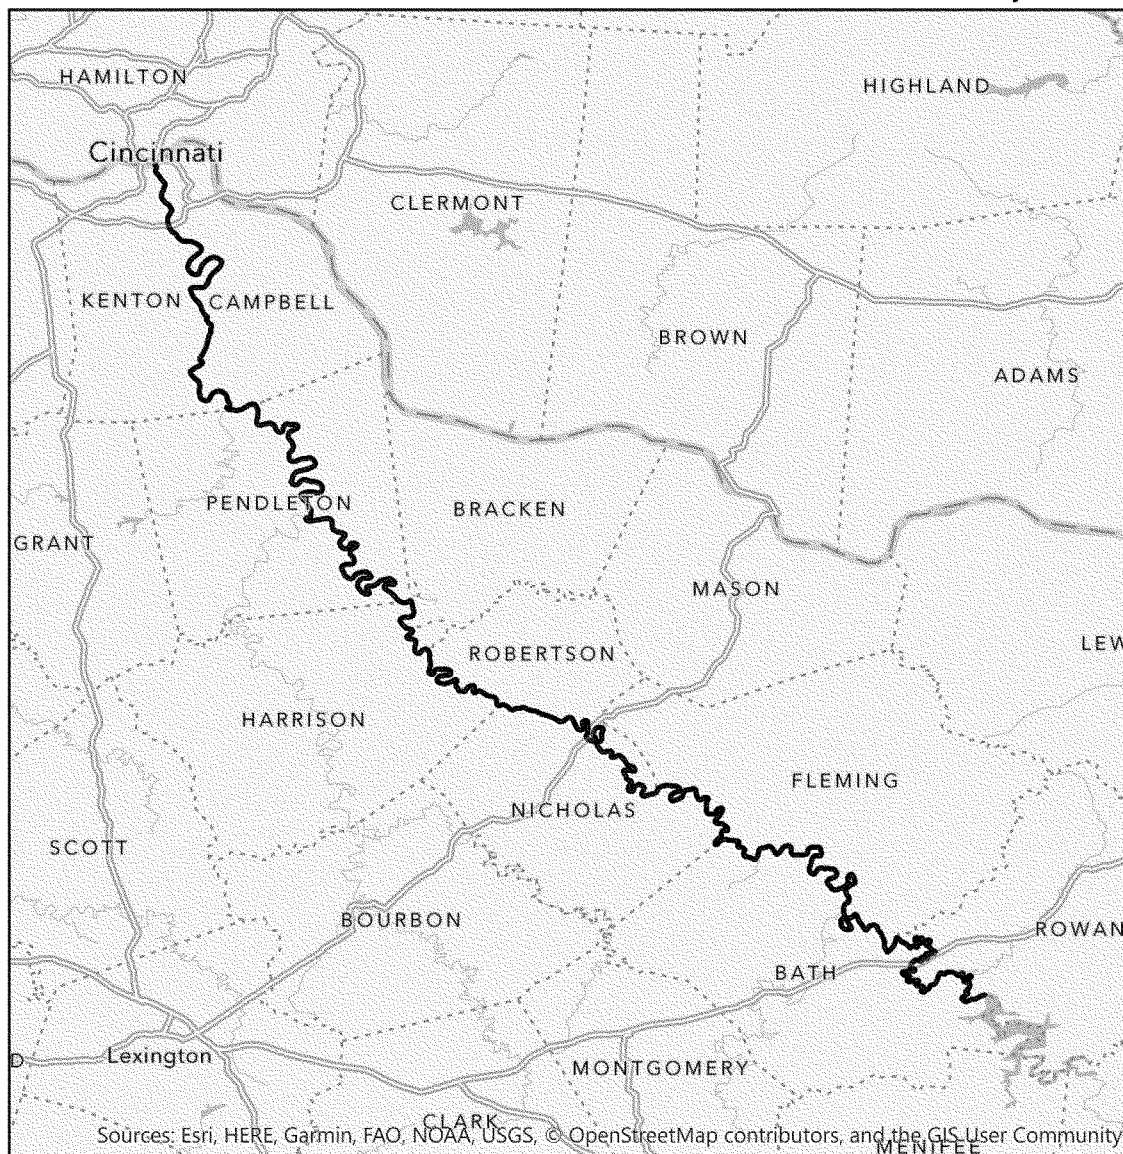 HAMILTON
HIGHLAND
Cincinnati
CLERMONT
KENTON
CAMPBELL
BROWN
ADAMS
PENDLETON
BRACKEN
GRANT
MASON
ROBERTSON
LEW
HARRISON
FLEMING
NICHOLAS
SCOTT
BOURBON
ROWAN
BATH
Lexington
D
MONTGOMERY
CLARK
Sources: Esri, HERE, Garmin, FAO, NOAA, USGS, © OpenStreetMap contributors, and the GIS User Community
MENIFEE